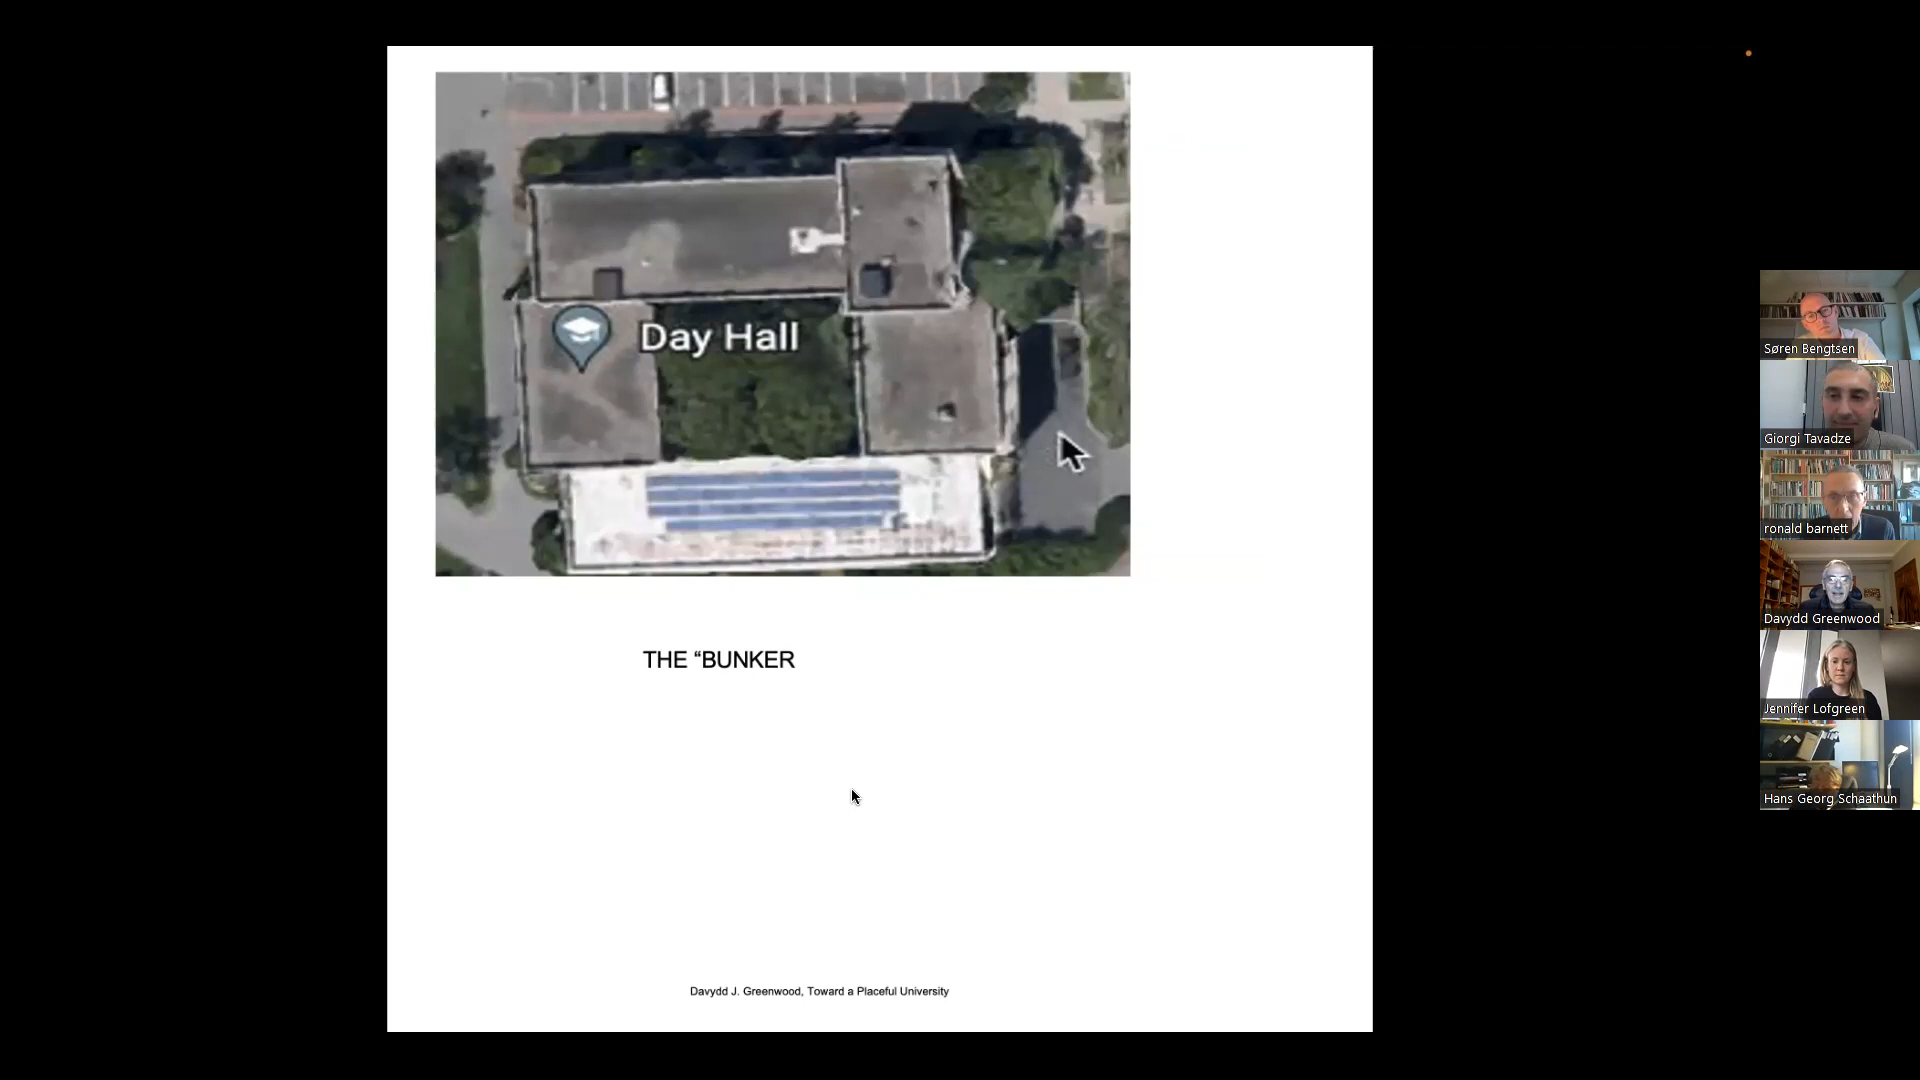 Day Hall
THE “BUNKER
Davydd J. Greenwood, Toward a Placeful University
Søren Bengtsen
Giorgi Tavadze
ronald barnett
Davydd Greenwood
Jennifer Lofgreen
Hans Georg Schaathun